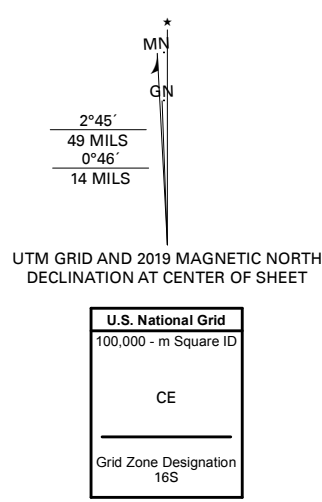 ★
MN
GN
2°45´
49 MILS
0°46´
14 MILS
UTM GRID AND 2019 MAGNETIC NORTH
DECLINATION AT CENTER OF SHEET
U.S. National Grid
100,000 - m Square ID
CE
Grid Zone Designation
16S